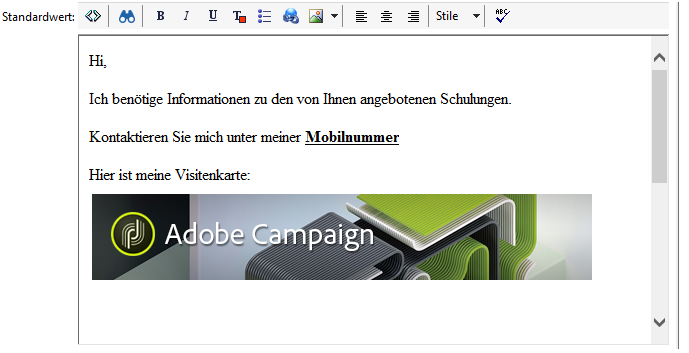 Standardwert: B I U T Stile ABC
Hi,
Ich benötige Informationen zu den von Ihnen angebotenen Schulungen.
Kontaktieren Sie mich unter meiner Mobilnummer
Hier ist meine Visitenkarte:
Adobe Campaign